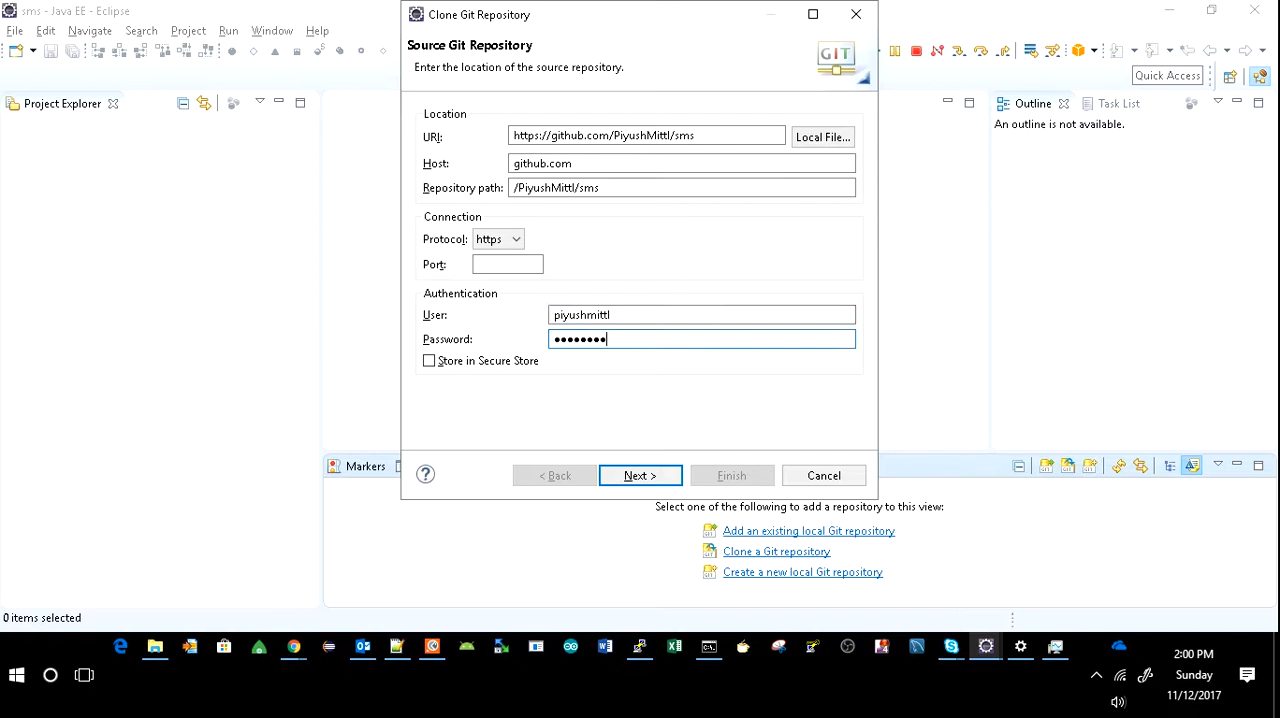 sms - Java EE - Eclipse
File Edit Navigate Search Project Run Window Help
Quick Access
Project Explorer
Clone Git Repository
Source Git Repository
Enter the location of the source repository.
GIT
Location
URI: https://github.com/PiyushMittl/sms Local File...
Host: github.com
Repository path: /PiyushMittl/sms
Connection
Protocol: https
Port:
Authentication
User: piyushmittl
Password: ••••••••
Store in Secure Store
< Back Next > Finish Cancel
Outline Task List
An outline is not available.
Markers
Select one of the following to add a repository to this view:
Add an existing local Git repository
Clone a Git repository
Create a new local Git repository
0 items selected
2:00 PM
Sunday
11/12/2017